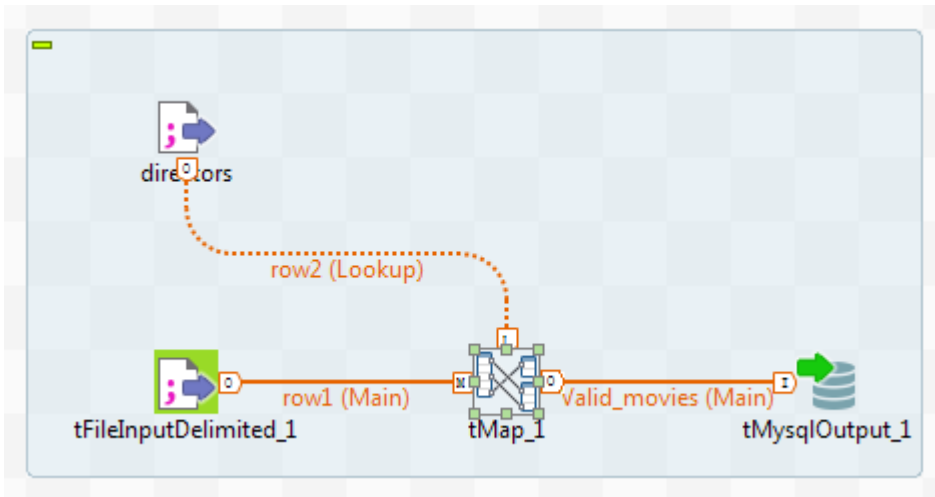 directors
row2 (Lookup)
row1 (Main)
Valid_movies (Main)
tFileInputDelimited_1
tMap_1
tMysqlOutput_1